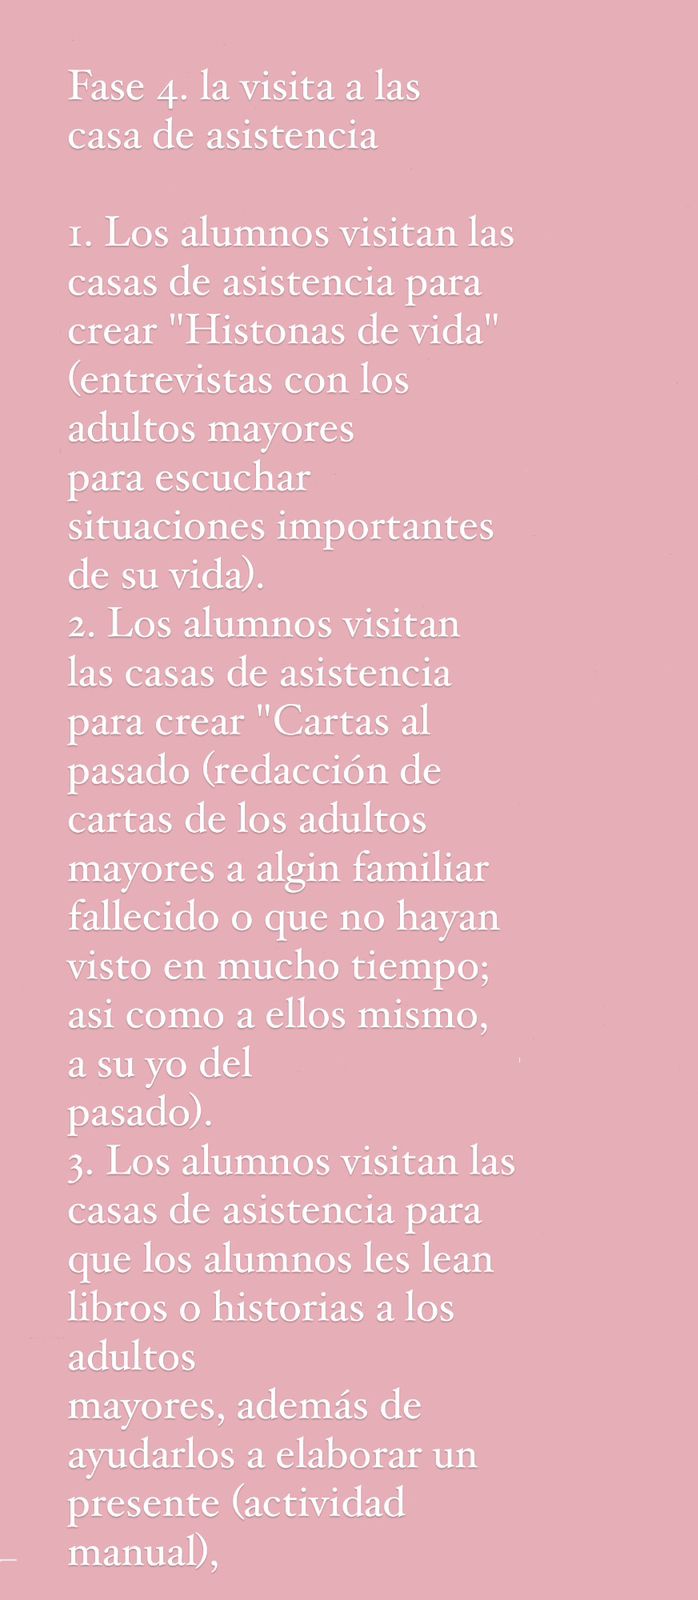 Fase 4. la visita a las
casa de asistencia
1. Los alumnos visitan las
casas de asistencia para
crear "Histonas de vida"
(entrevistas con los
adultos mayores
para escuchar
situaciones importantes
de su vida).
2. Los alumnos visitan
las casas de asistencia
para crear "Cartas al
pasado (redacción de
cartas de los adultos
mayores a algin familiar
fallecido o que no hayan
visto en mucho tiempo;
asi como a ellos mismo,
a su yo del
pasado).
3. Los alumnos visitan las
casas de asistencia para
que los alumnos les lean
libros o historias a los
adultos
mayores, además de
ayudarlos a elaborar un
presente (actividad
manual),